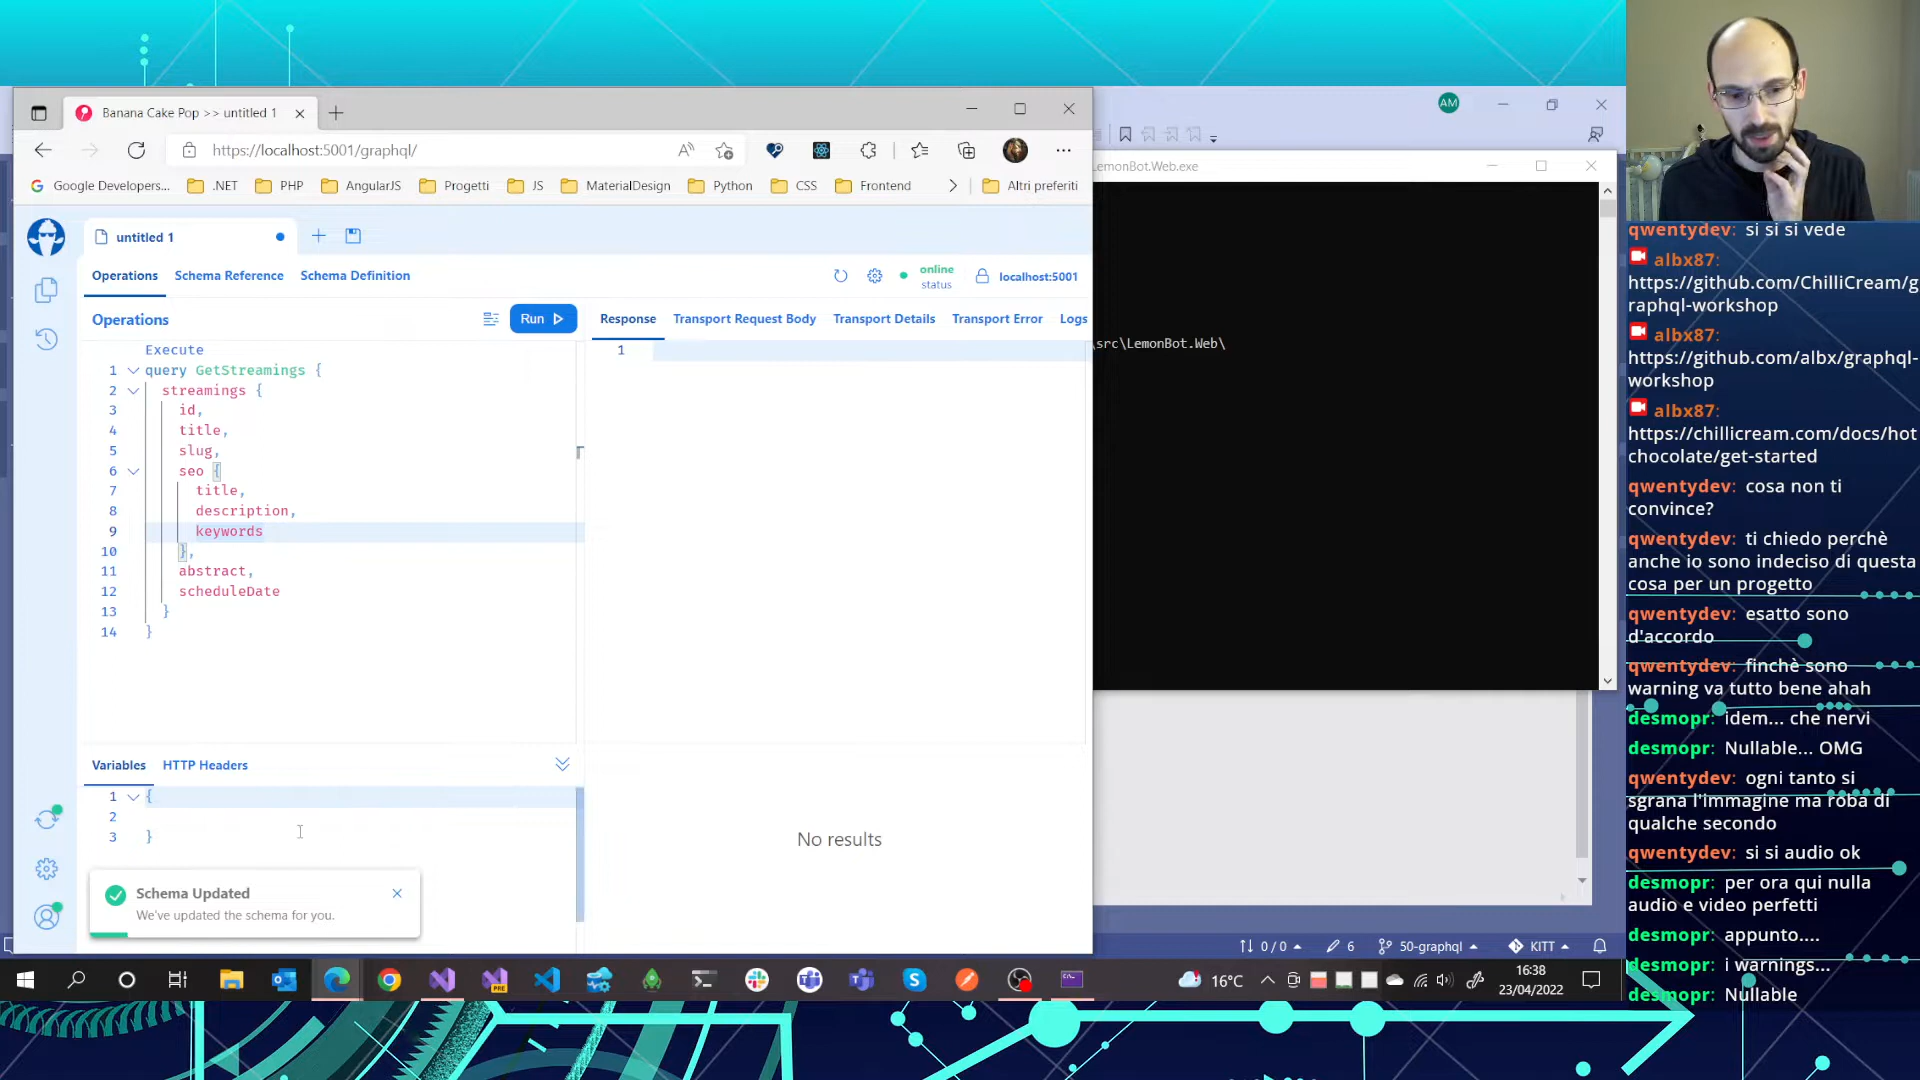 Banana Cake Pop >> untitled 1
https://localhost:5001/graphql/
Google Developers...
.NET
PHP
AngularJS
Progetti
JS
MaterialDesign
Python
CSS
Frontend
Altri preferiti
untitled 1
Operations
Schema Reference
Schema Definition
online
status
localhost:5001
Operations
Run
Response
Transport Request Body
Transport Details
Transport Error
Logs
Execute
1 query GetStreamings {
2 streamings {
3 id,
4 title,
5 slug,
6 seo {
7 title,
8 description,
9 keywords
10 },
11 abstract,
12 scheduleDate
13 }
14 }
1
Variables
HTTP Headers
1 {
2
3 }
No results
Schema Updated
We've updated the schema for you.
AM
LemonBot.Web.exe
\src\LemonBot.Web\
0 / 0
6
50-graphql
KITT
PRE
16°C
16:38
23/04/2022
qwentydev: si si si vede
albx87:
https://github.com/ChilliCream/g
raphql-workshop
albx87:
https://github.com/albx/graphql-
workshop
albx87:
https://chillicream.com/docs/hot
chocolate/get-started
qwentydev: cosa non ti
convince?
qwentydev: ti chiedo perchè
anche io sono indeciso di questa
cosa per un progetto
qwentydev: esatto sono
d'accordo
qwentydev: finchè sono
warning va tutto bene ahah
desmopr: idem... che nervi
desmopr: Nullable... OMG
qwentydev: ogni tanto si
sgrana l'immagine ma roba di
qualche secondo
qwentydev: si si audio ok
desmopr: per ora qui nulla
audio e video perfetti
desmopr: appunto....
desmopr: i warnings...
desmopr: Nullable